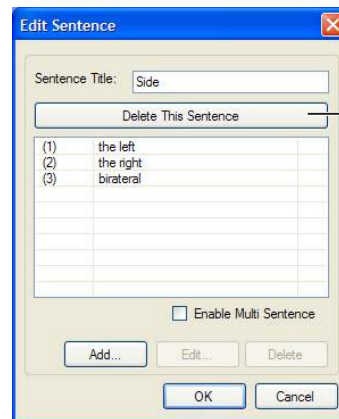 Edit Sentence
Sentence Title: Side
Delete This Sentence
(1) the left
(2) the right
(3) birateral
Enable Multi Sentence
Add... Edit... Delete
OK Cancel